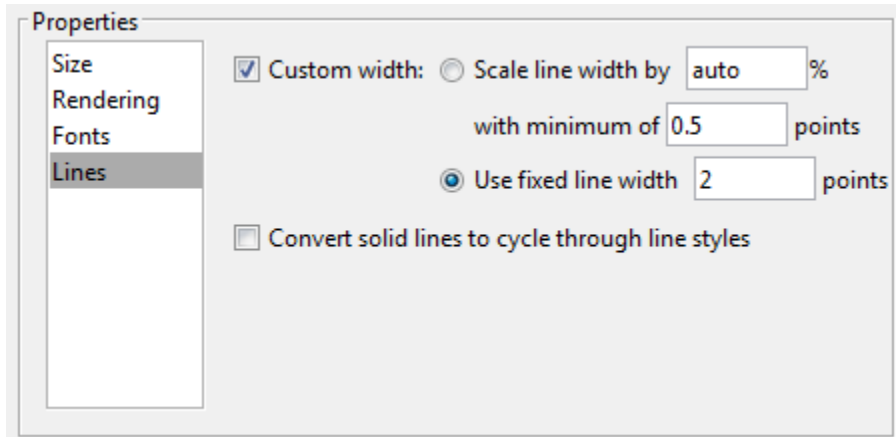 Properties
Size
Rendering
Fonts
Lines
Custom width: Scale line width by auto %
with minimum of 0.5 points
Use fixed line width 2 points
Convert solid lines to cycle through line styles